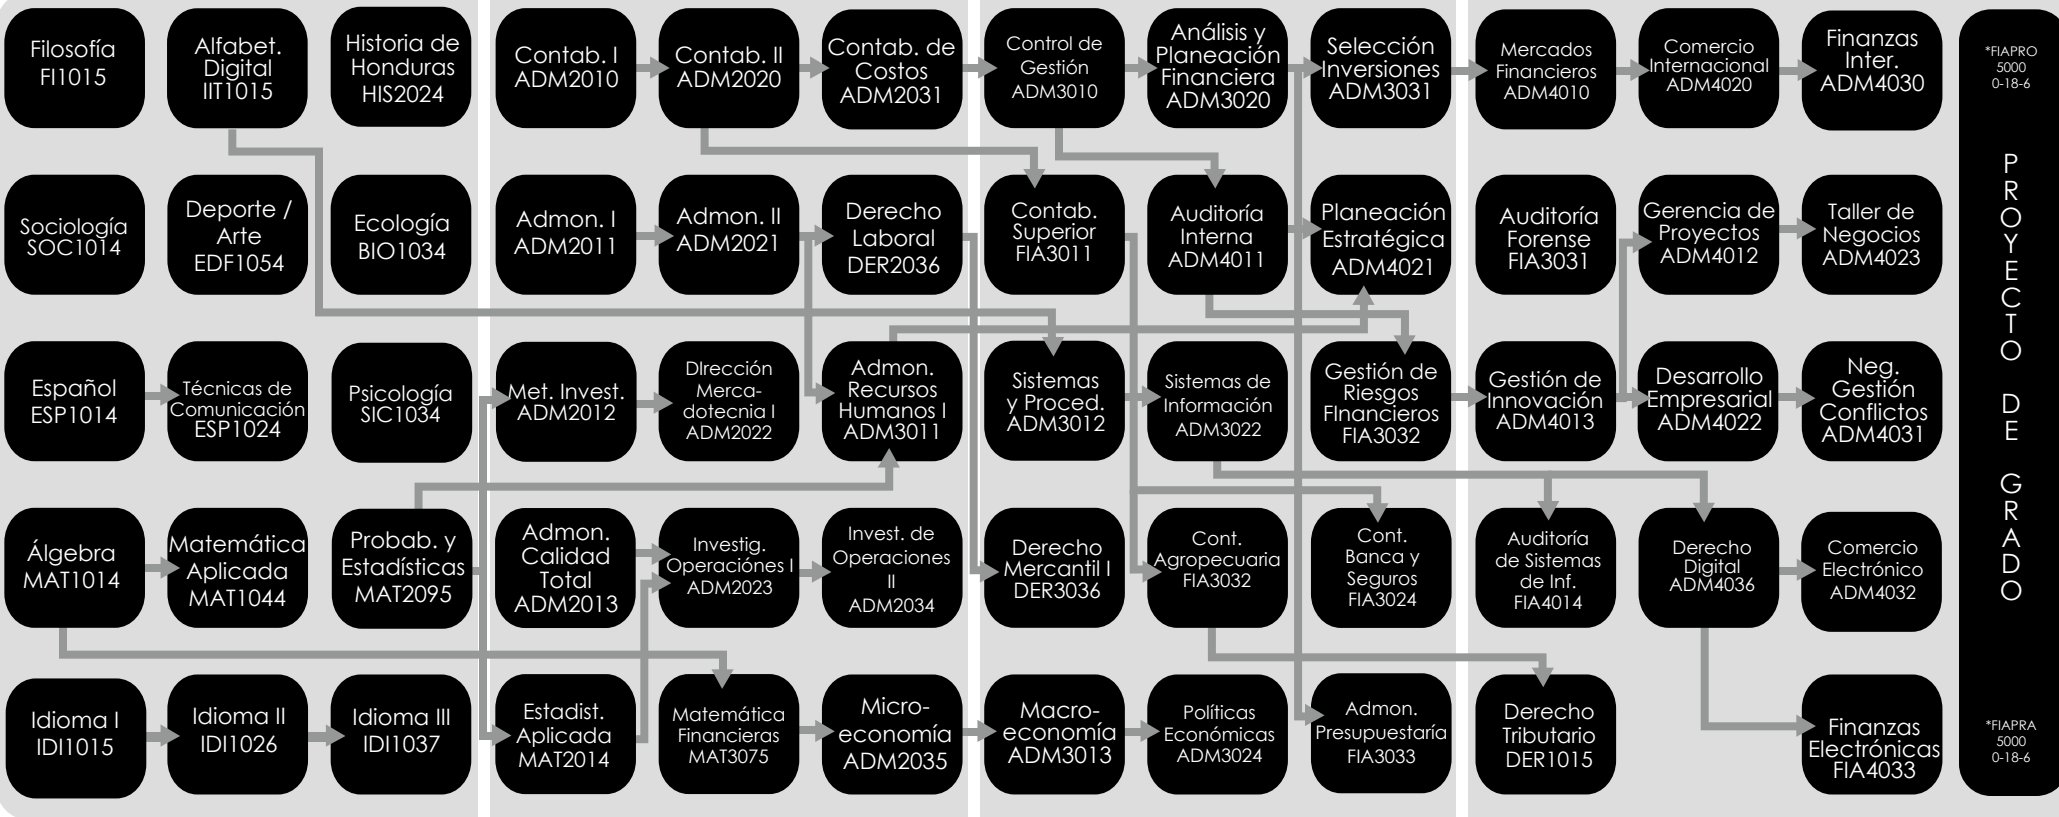 Filosofía
FI1015
Alfabet.
Digital
IIT1015
Historia de
Honduras
HIS2024
Contab. I
ADM2010
Contab. II
ADM2020
Contab. de
Costos
ADM2031
Control de
Gestión
ADM3010
Análisis y
Planeación
Financiera
ADM3020
Selección
Inversiones
ADM3031
Mercados
Financieros
ADM4010
Comercio
Internacional
ADM4020
Finanzas
Inter.
ADM4030
Sociología
SOC1014
Deporte /
Arte
EDF1054
Ecología
BIO1034
Admon. I
ADM2011
Admon. II
ADM2021
Derecho
Laboral
DER2036
Contab.
Superior
FIA3011
Auditoría
Interna
ADM4011
Planeación
Estratégica
ADM4021
Auditoría
Forense
FIA3031
Gerencia de
Proyectos
ADM4012
Taller de
Negocios
ADM4023
Español
ESP1014
Técnicas de
Comunicación
ESP1024
Psicología
SIC1034
Met. Invest.
ADM2012
DIrección
Merca-
dotecnia I
ADM2022
Admon.
Recursos
Humanos I
ADM3011
Sistemas
y Proced.
ADM3012
Sistemas de
Información
ADM3022
Gestión de
Riesgos
FInancieros
FIA3032
Gestión de
Innovación
ADM4013
Desarrollo
Empresarial
ADM4022
Neg.
Gestión
Conflictos
ADM4031
Álgebra
MAT1014
Matemática
Aplicada
MAT1044
Probab. y
Estadísticas
MAT2095
Admon.
Calidad
Total
ADM2013
Investig.
Operaciónes I
ADM2023
Invest. de
Operaciones
II
ADM2034
Derecho
Mercantil I
DER3036
Cont.
Agropecuaria
FIA3032
Cont.
Banca y
Seguros
FIA3024
Auditoría
de Sistemas
de Inf.
FIA4014
Derecho
Digital
ADM4036
Comercio
Electrónico
ADM4032
Idioma I
IDI1015
Idioma II
IDI1026
Idioma III
IDI1037
Estadist.
Aplicada
MAT2014
Matemática
Financieras
MAT3075
Micro-
economía
ADM2035
Macro-
economía
ADM3013
Políticas
Económicas
ADM3024
Admon.
Presupuestaría
FIA3033
Derecho
Tributario
DER1015
Finanzas
Electrónicas
FIA4033
*FIAPRO
5000
0-18-6
PROYECTO DE GRADO
*FIAPRA
5000
0-18-6